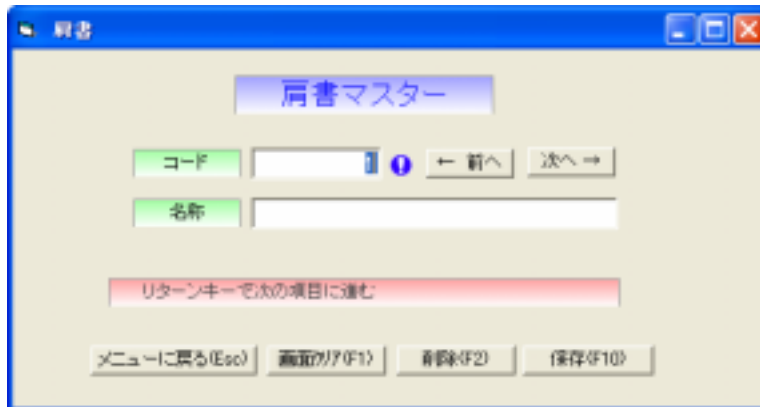 肩書
肩書マスター
コード 1 ← 前へ 次へ →
名称
リターンキーで次の項目に進む
メニューに戻る(Esc) 画面クリア(F1) 削除(F2) 保存(F10)